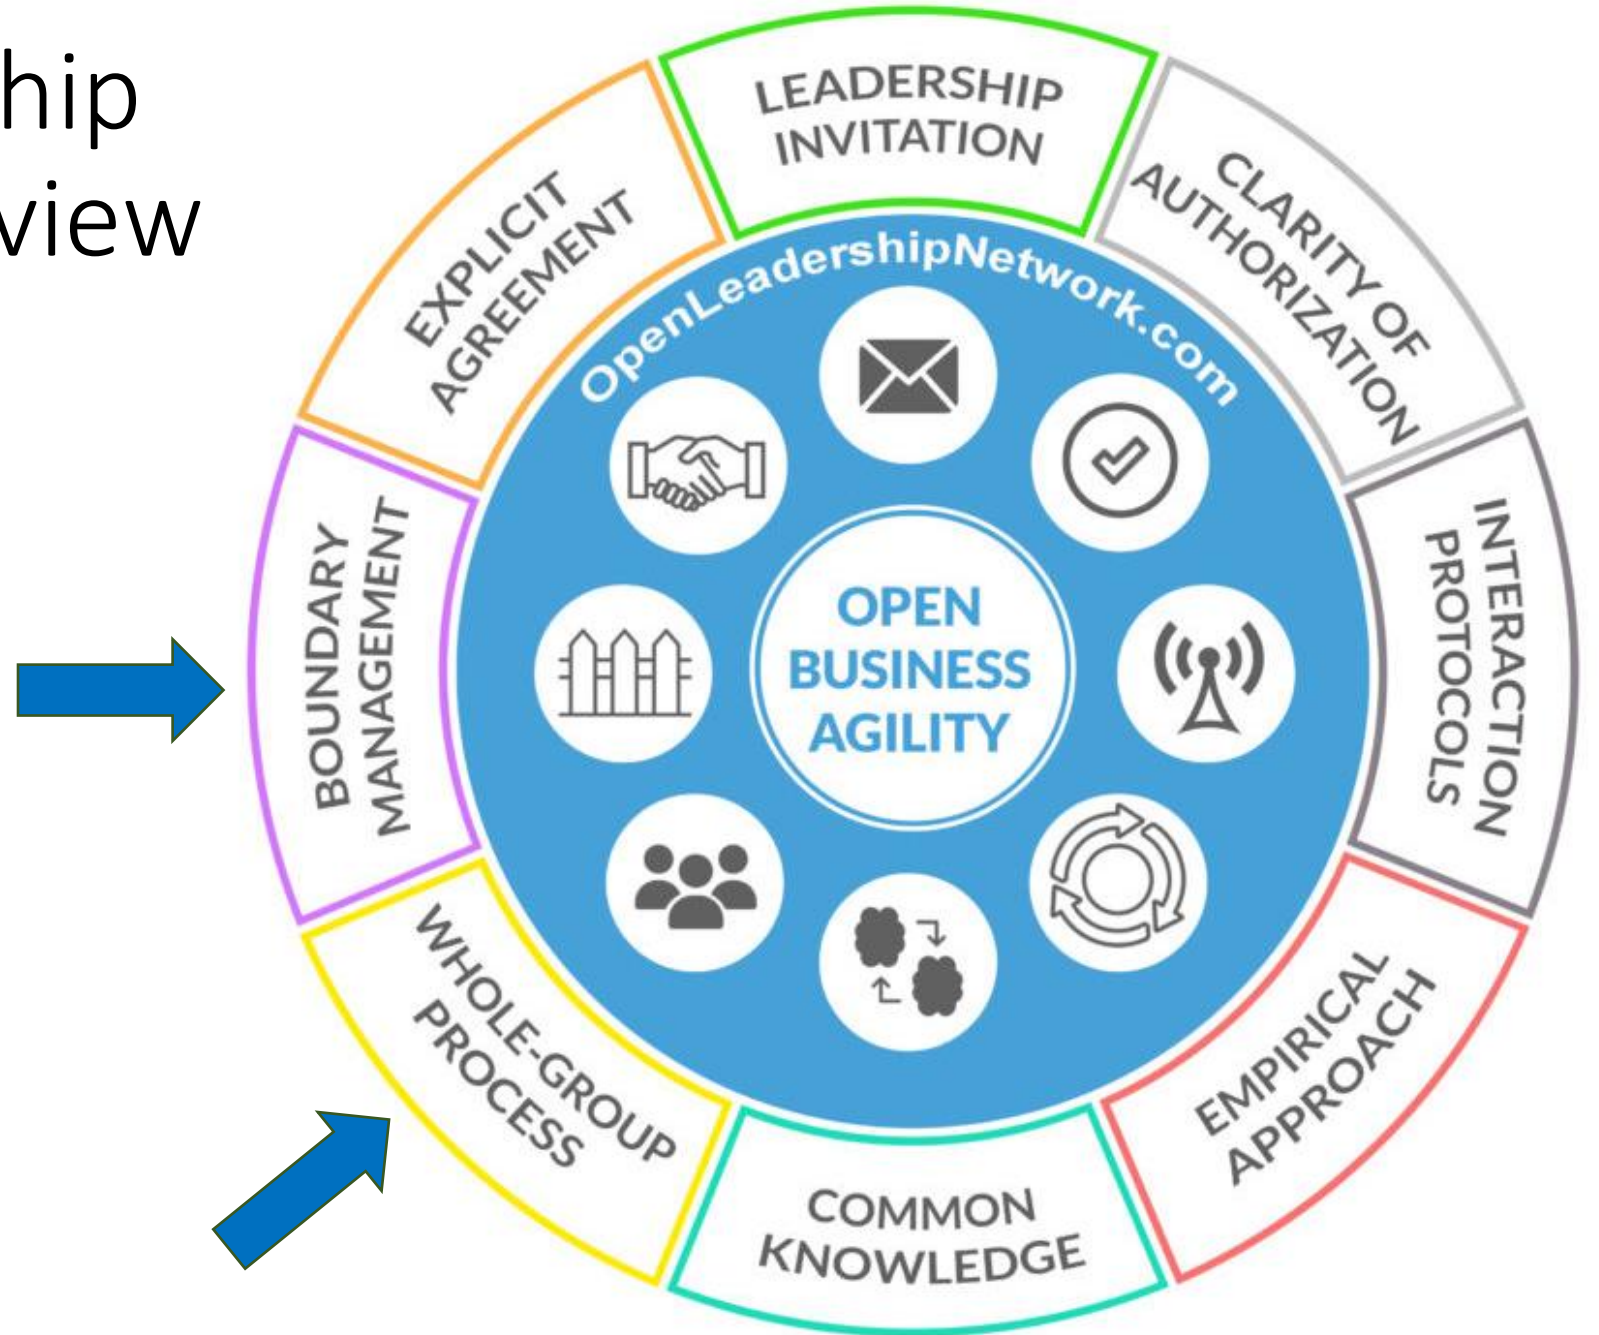 hip
view
LEADERSHIP
INVITATION
CLARITY OF
AUTHORIZATION
INTERACTION
PROTOCOLS
EMPIRICAL
APPROACH
COMMON
KNOWLEDGE
WHOLE-GROUP
PROCESS
BOUNDARY
MANAGEMENT
EXPLICIT
AGREEMENT
OpenLeadershipNetwork.com
OPEN
BUSINESS
AGILITY